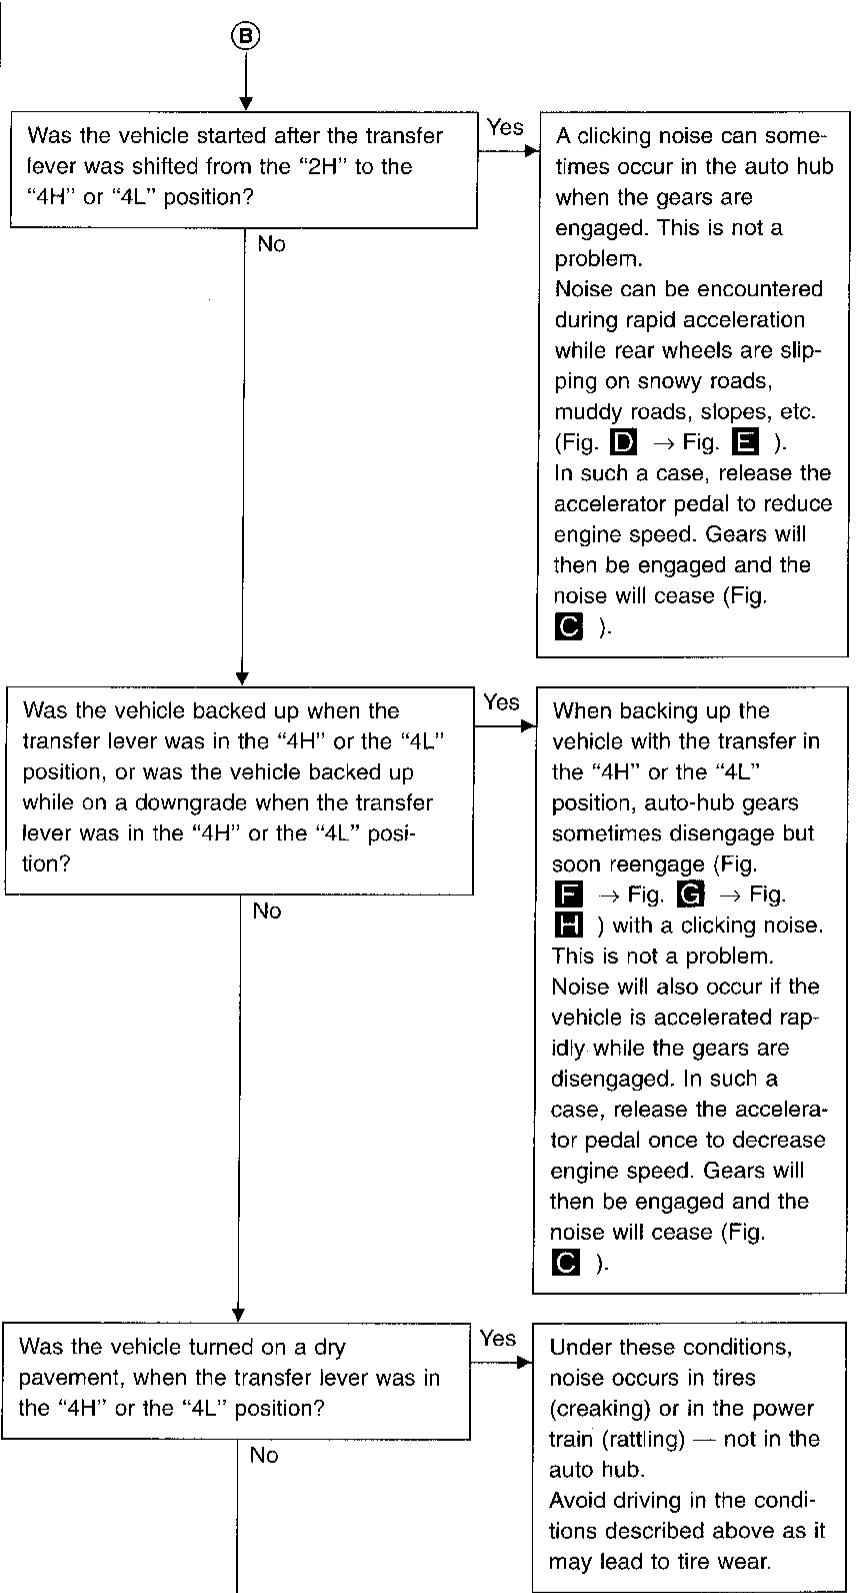 B
Was the vehicle started after the transfer
lever was shifted from the “2H” to the
“4H” or “4L” position?
Yes
A clicking noise can some-
times occur in the auto hub
when the gears are
engaged. This is not a
problem.
Noise can be encountered
during rapid acceleration
while rear wheels are slip-
ping on snowy roads,
muddy roads, slopes, etc.
(Fig. D → Fig. E ).
In such a case, release the
accelerator pedal to reduce
engine speed. Gears will
then be engaged and the
noise will cease (Fig.
C ).
No
Was the vehicle backed up when the
transfer lever was in the “4H” or the “4L”
position, or was the vehicle backed up
while on a downgrade when the transfer
lever was in the “4H” or the “4L” posi-
tion?
Yes
When backing up the
vehicle with the transfer in
the “4H” or the “4L”
position, auto-hub gears
sometimes disengage but
soon reengage (Fig.
F → Fig. G → Fig.
H ) with a clicking noise.
This is not a problem.
Noise will also occur if the
vehicle is accelerated rap-
idly while the gears are
disengaged. In such a
case, release the accelera-
tor pedal once to decrease
engine speed. Gears will
then be engaged and the
noise will cease (Fig.
C ).
No
Was the vehicle turned on a dry
pavement, when the transfer lever was in
the “4H” or the “4L” position?
Yes
Under these conditions,
noise occurs in tires
(creaking) or in the power
train (rattling) — not in the
auto hub.
Avoid driving in the condi-
tions described above as it
may lead to tire wear.
No